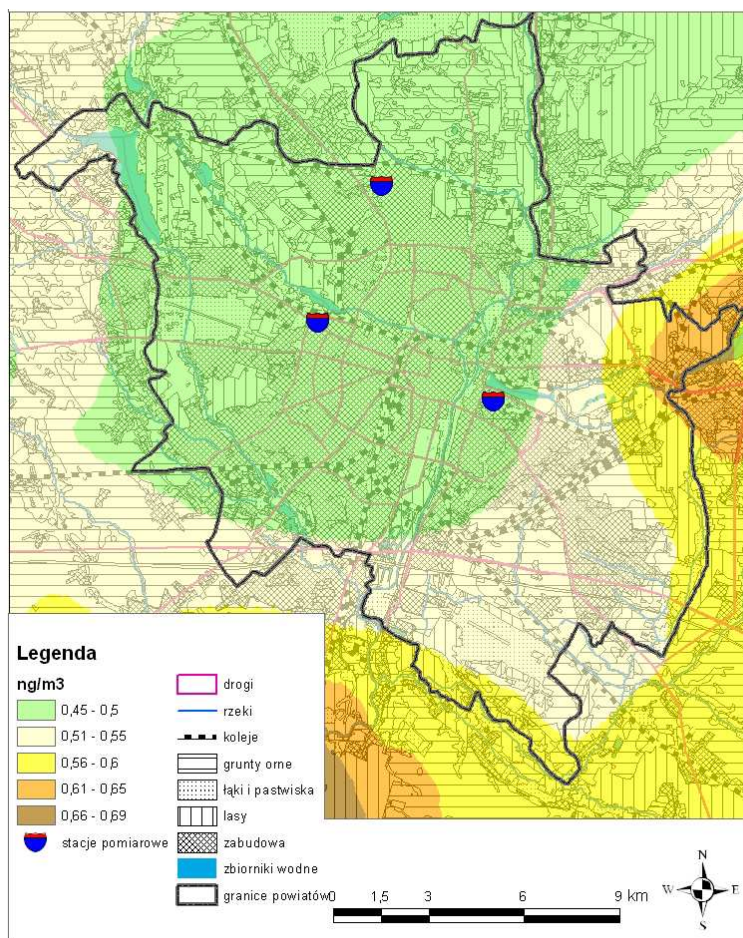 Legenda
ng/m3
0,45 - 0,5
0,51 - 0,55
0,56 - 0,6
0,61 - 0,65
0,66 - 0,69
stacje pomiarowe
drogi
rzeki
koleje
grunty orne
łąki i pastwiska
lasy
zabudowa
zbiorniki wodne
granice powiatów
0 1,5 3 6 9 km
N
W E
S